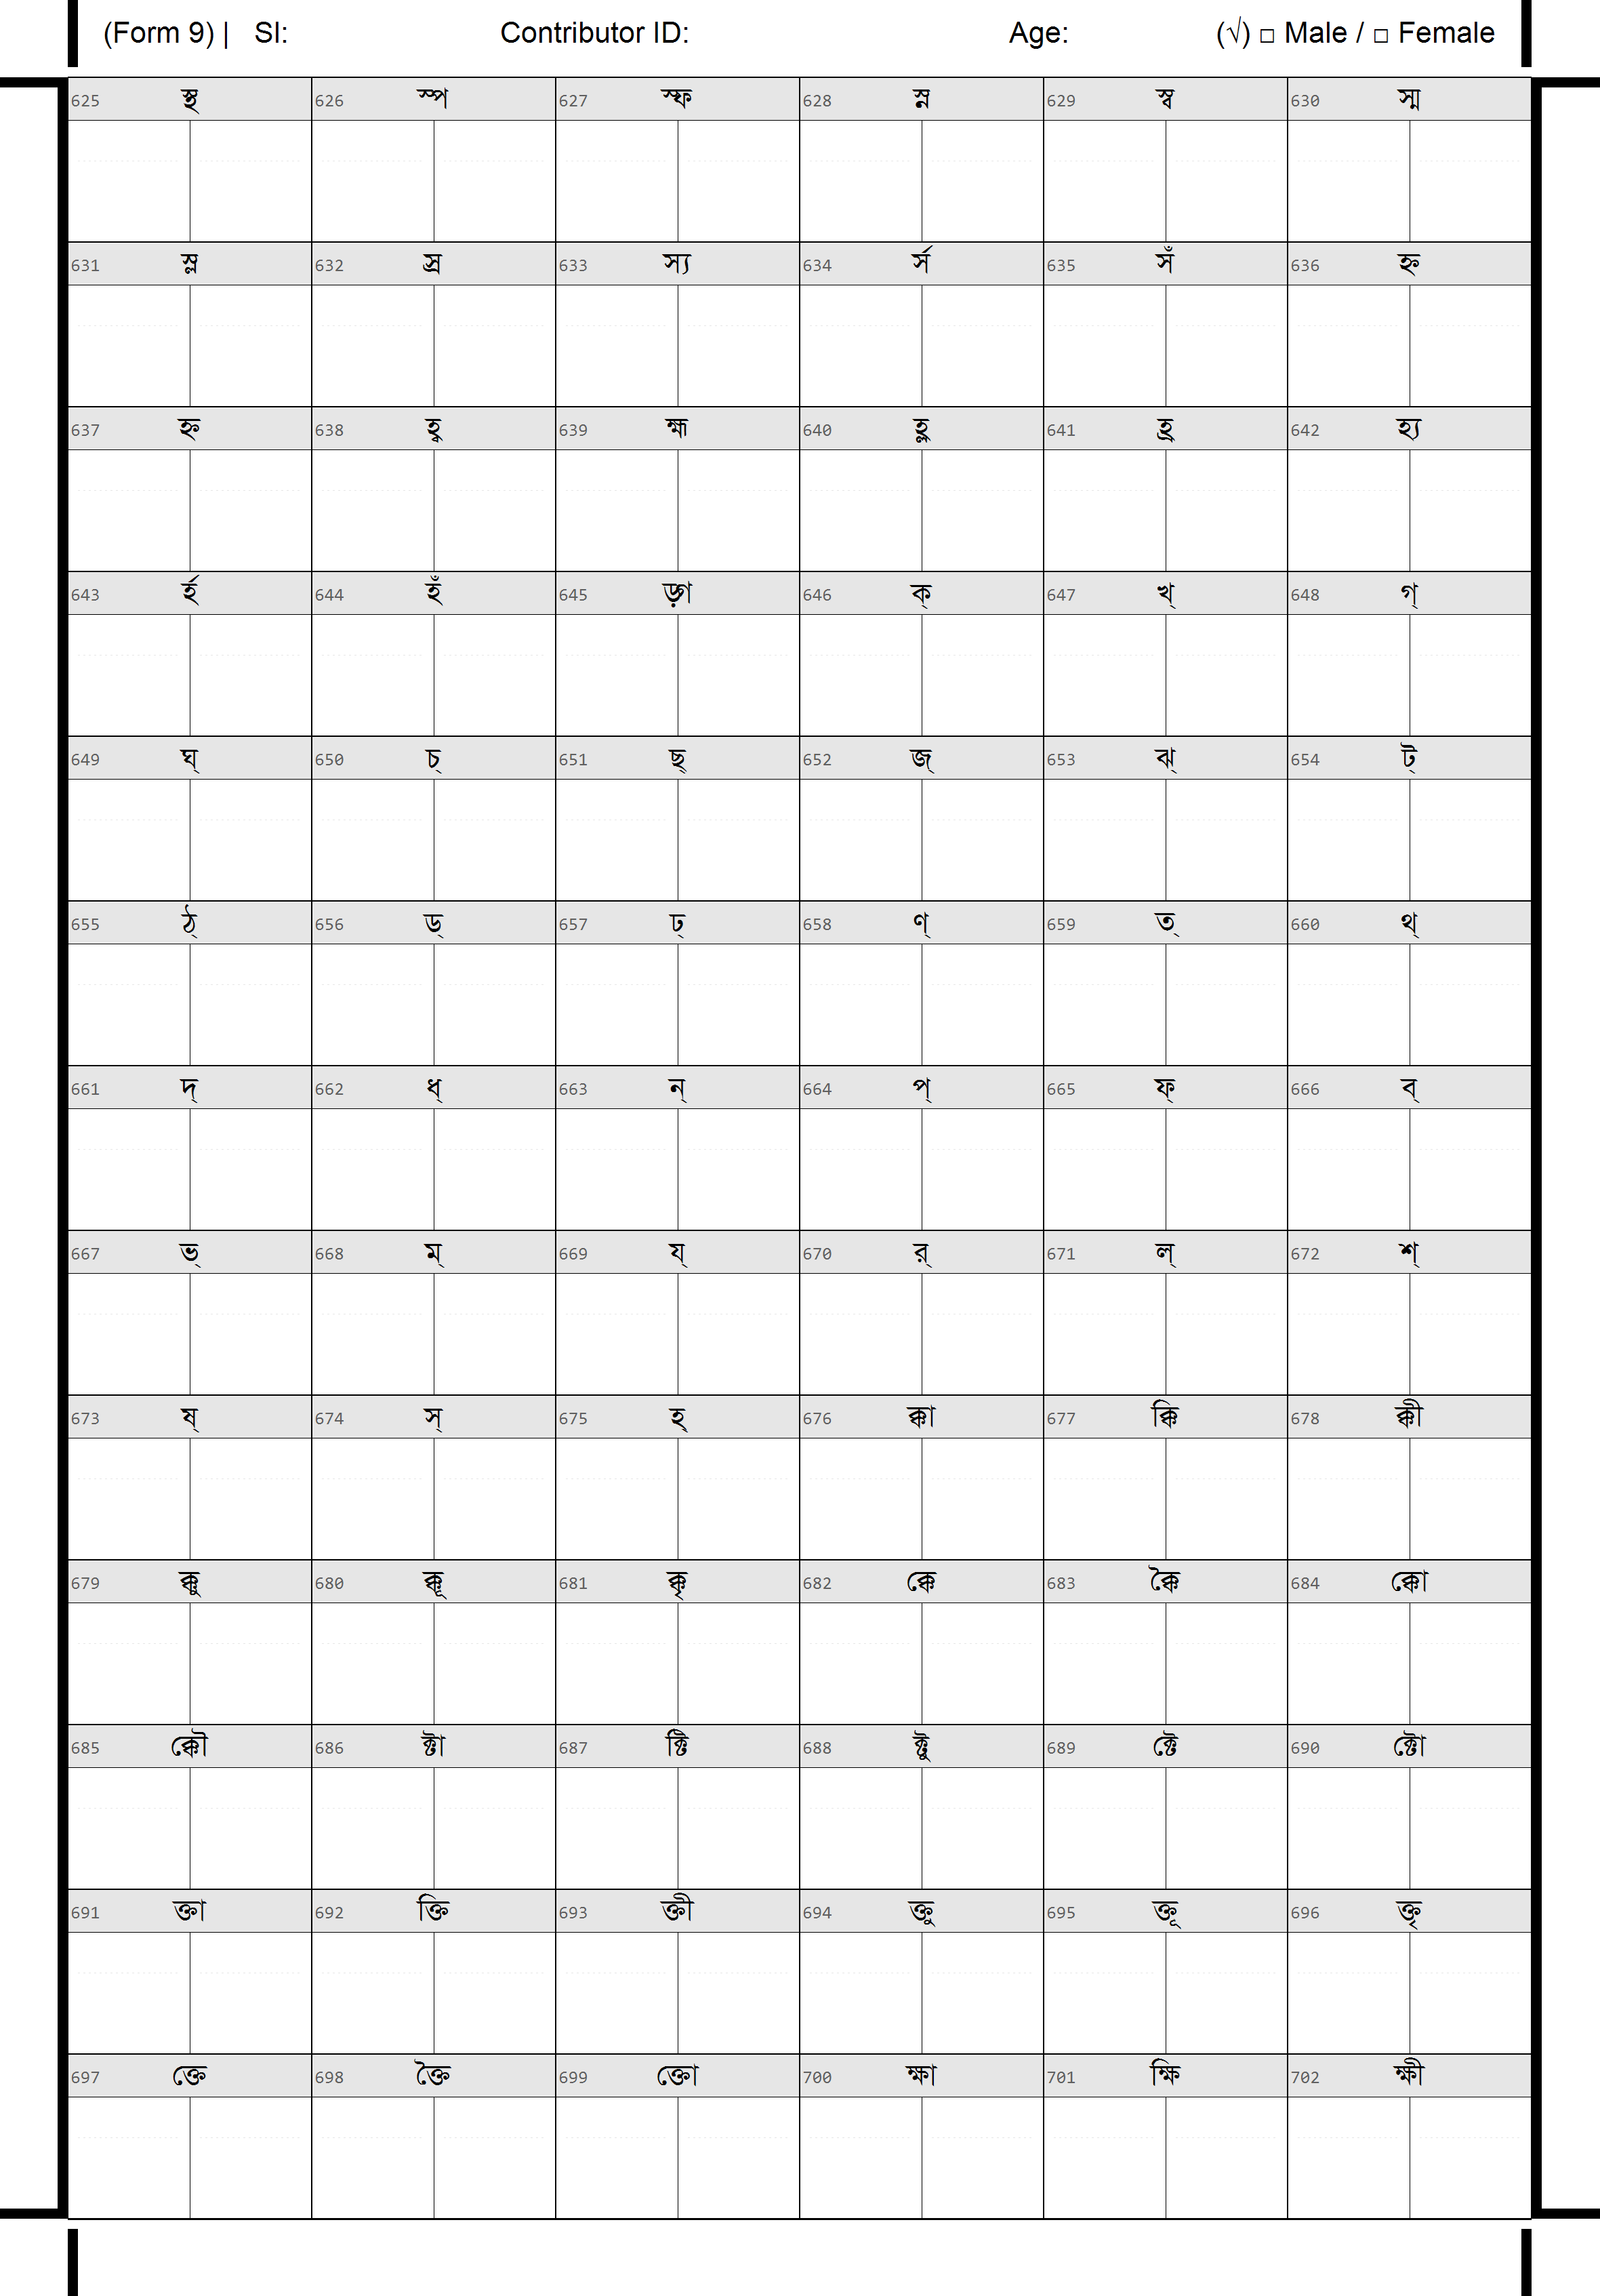 (Form 9) | Sl: Contributor ID: Age: (√) □ Male / □ Female
625 স্থ 626 স্প 627 স্ফ 628 স্ন 629 স্ব 630 স্ম
631 স্ল 632 স্র 633 স্য 634 র্স 635 সঁ 636 হ্ণ
637 হ্ন 638 হ্ব 639 হ্ম 640 হ্ল 641 হ্র 642 হ্য
643 র্হ 644 হঁ 645 ড়্গ 646 ক্ 647 খ্ 648 গ্
649 ঘ্ 650 চ্ 651 ছ্ 652 জ্ 653 ঝ্ 654 ট্
655 ঠ্ 656 ড্ 657 ঢ্ 658 ণ্ 659 ত্ 660 থ্
661 দ্ 662 ধ্ 663 ন্ 664 প্ 665 ফ্ 666 ব্
667 ভ্ 668 ম্ 669 য্ 670 র্ 671 ল্ 672 শ্
673 ষ্ 674 স্ 675 হ্ 676 ক্কা 677 ক্কি 678 ক্কী
679 ক্কু 680 ক্কূ 681 ক্কৃ 682 ক্কে 683 ক্কৈ 684 ক্কো
685 ক্কৌ 686 ক্টা 687 ক্টি 688 ক্টু 689 ক্টে 690 ক্টো
691 ক্তা 692 ক্তি 693 ক্তী 694 ক্তু 695 ক্তূ 696 ক্তৃ
697 ক্তে 698 ক্তৈ 699 ক্তো 700 ক্ষা 701 ক্ষি 702 ক্ষী